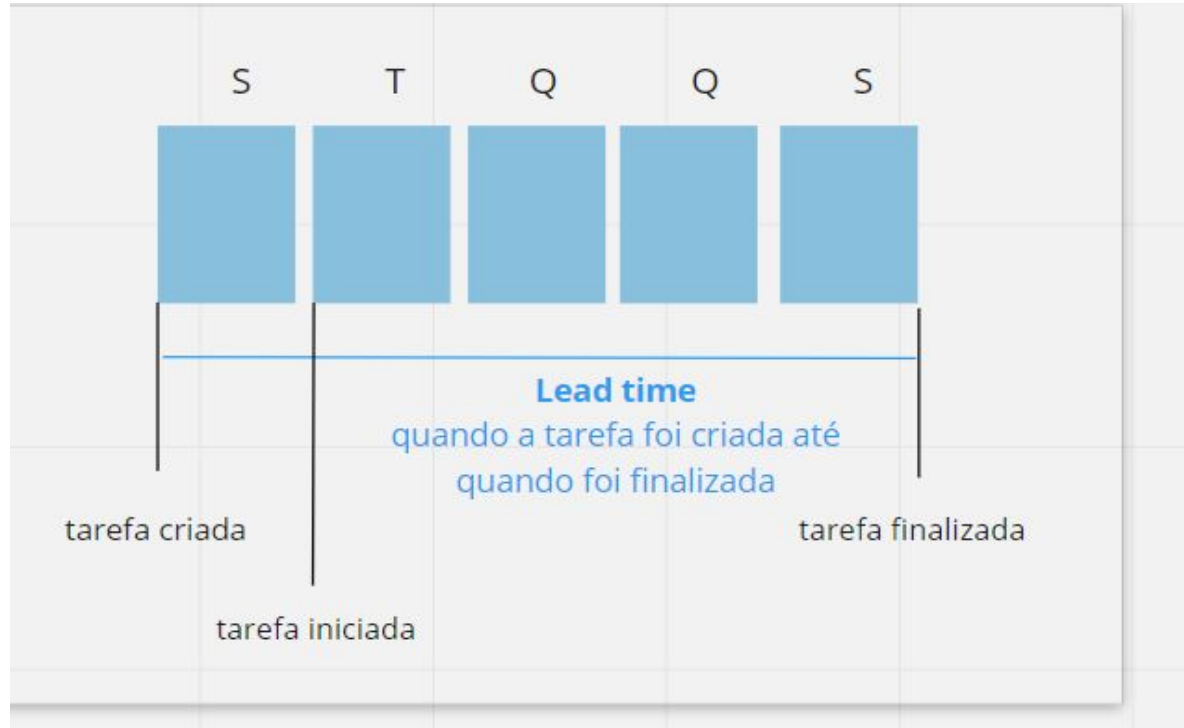 S T Q Q S
Lead time
quando a tarefa foi criada até
quando foi finalizada
tarefa criada
tarefa finalizada
tarefa iniciada